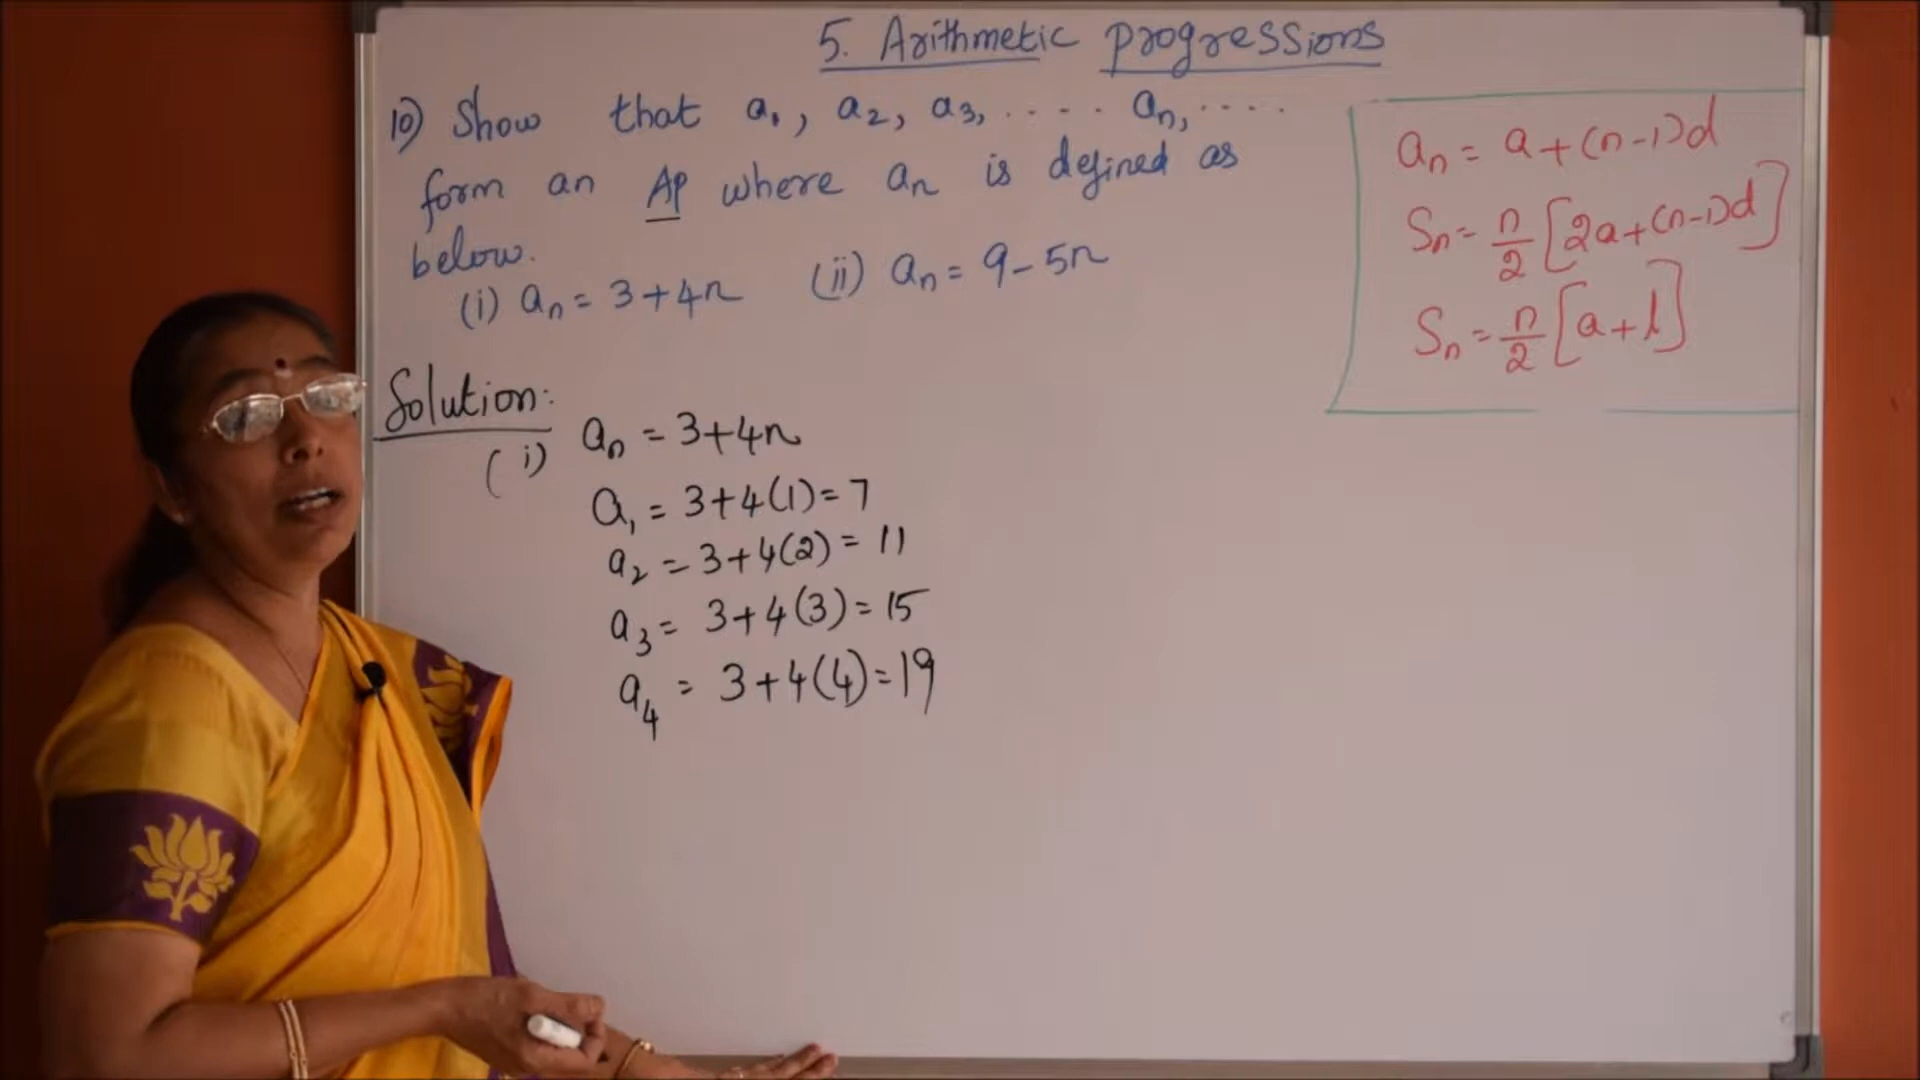 5. Arithmetic progressions
10) Show that a₁, a₂, a₃, ..... aₙ, ....
form an AP where aₙ is defined as
below.
(i) aₙ = 3+4n (ii) aₙ = 9-5n
aₙ = a+(n-1)d
Sₙ = n/2 [2a+(n-1)d]
Sₙ = n/2 [a+l]
Solution:
(i) aₙ = 3+4n
a₁ = 3+4(1) = 7
a₂ = 3+4(2) = 11
a₃ = 3+4(3) = 15
a₄ = 3+4(4) = 19